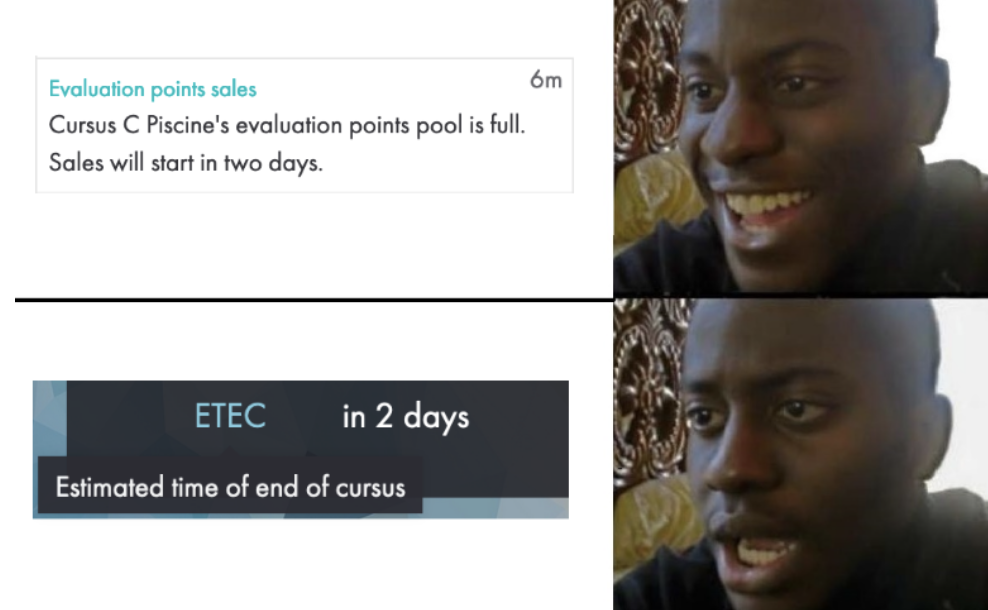 Evaluation points sales
6m
Cursus C Piscine's evaluation points pool is full.
Sales will start in two days.
ETEC in 2 days
Estimated time of end of cursus